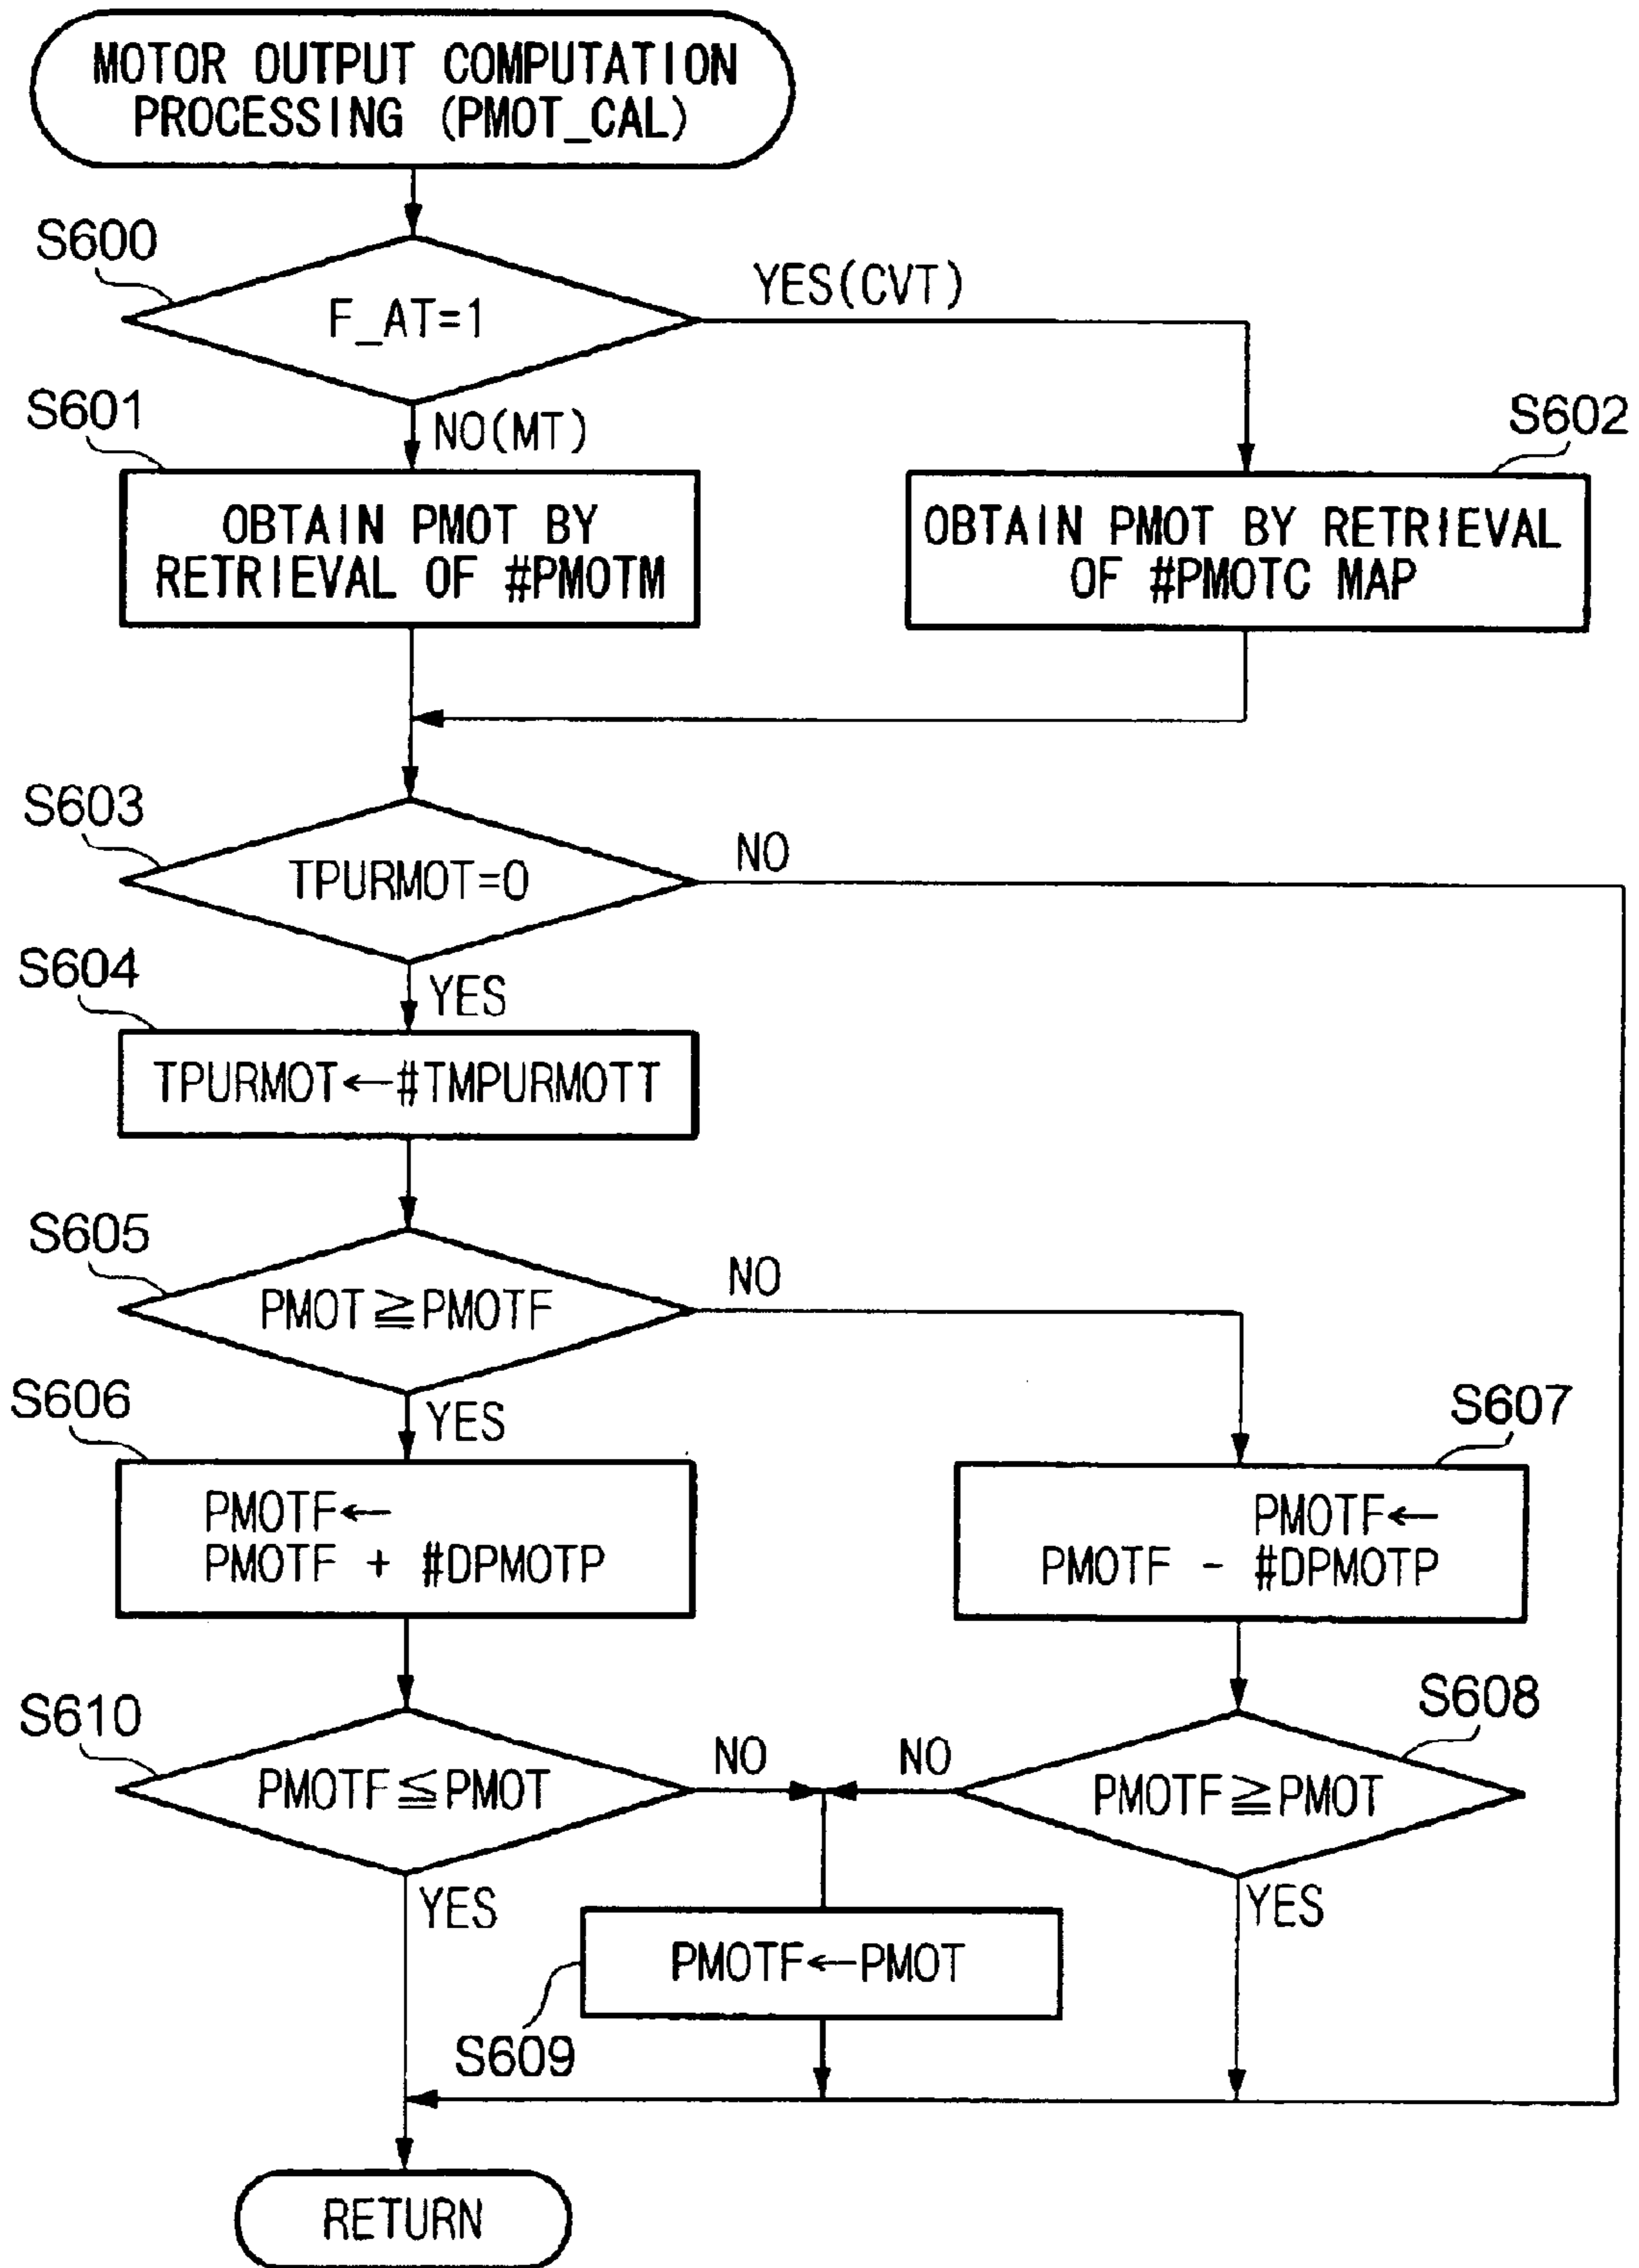 MOTOR OUTPUT COMPUTATION
PROCESSING (PMOT_CAL)
S600
F_AT=1
YES(CVT)
S601
NO(MT)
S602
OBTAIN PMOT BY
RETRIEVAL OF #PMOTM
OBTAIN PMOT BY RETRIEVAL
OF #PMOTC MAP
S603
TPURMOT=0
NO
S604
YES
TPURMOT←#TMPURMOTT
S605
PMOT≧PMOTF
NO
S606
YES
S607
PMOTF←
PMOTF + #DPMOTP
PMOTF←
PMOTF - #DPMOTP
S610
PMOTF≦PMOT
NO
NO
S608
PMOTF≧PMOT
YES
YES
PMOTF←PMOT
S609
RETURN